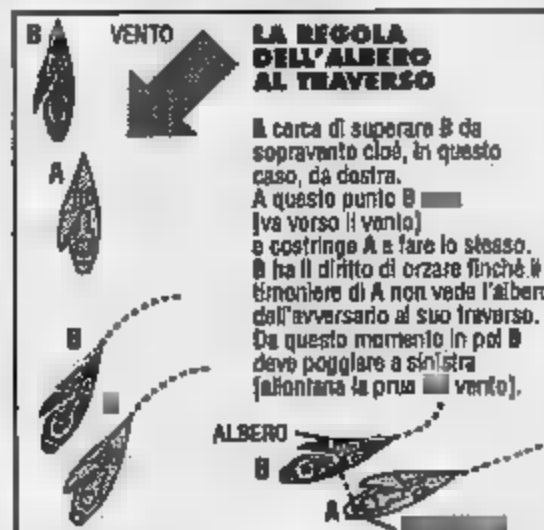 B
VENTO
LA REGOLA
DELL'ALBERO
AL TRAVERSO
A cerca di superare B da
sopravento cioé, in questo
caso, da destra.
A questo punto B
[va verso il vento]
e costringe A a fare lo stesso.
B ha il diritto di orzare finché il
timoniere di A non vede l'albero
dell'avversario al suo traverso.
Da questo momento in poi B
deve poggiare a sinistra
[allontana la prua vento].
A
B
ALBERO
B
A